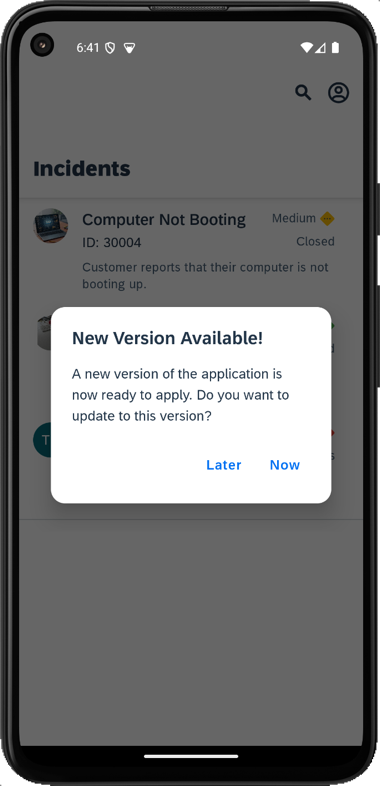 6:41
Incidents
Computer Not Booting
Medium
ID: 30004
Closed
Customer reports that their computer is not
booting up.
New Version Available!
A new version of the application is
now ready to apply. Do you want to
update to this version?
T
Later
Now